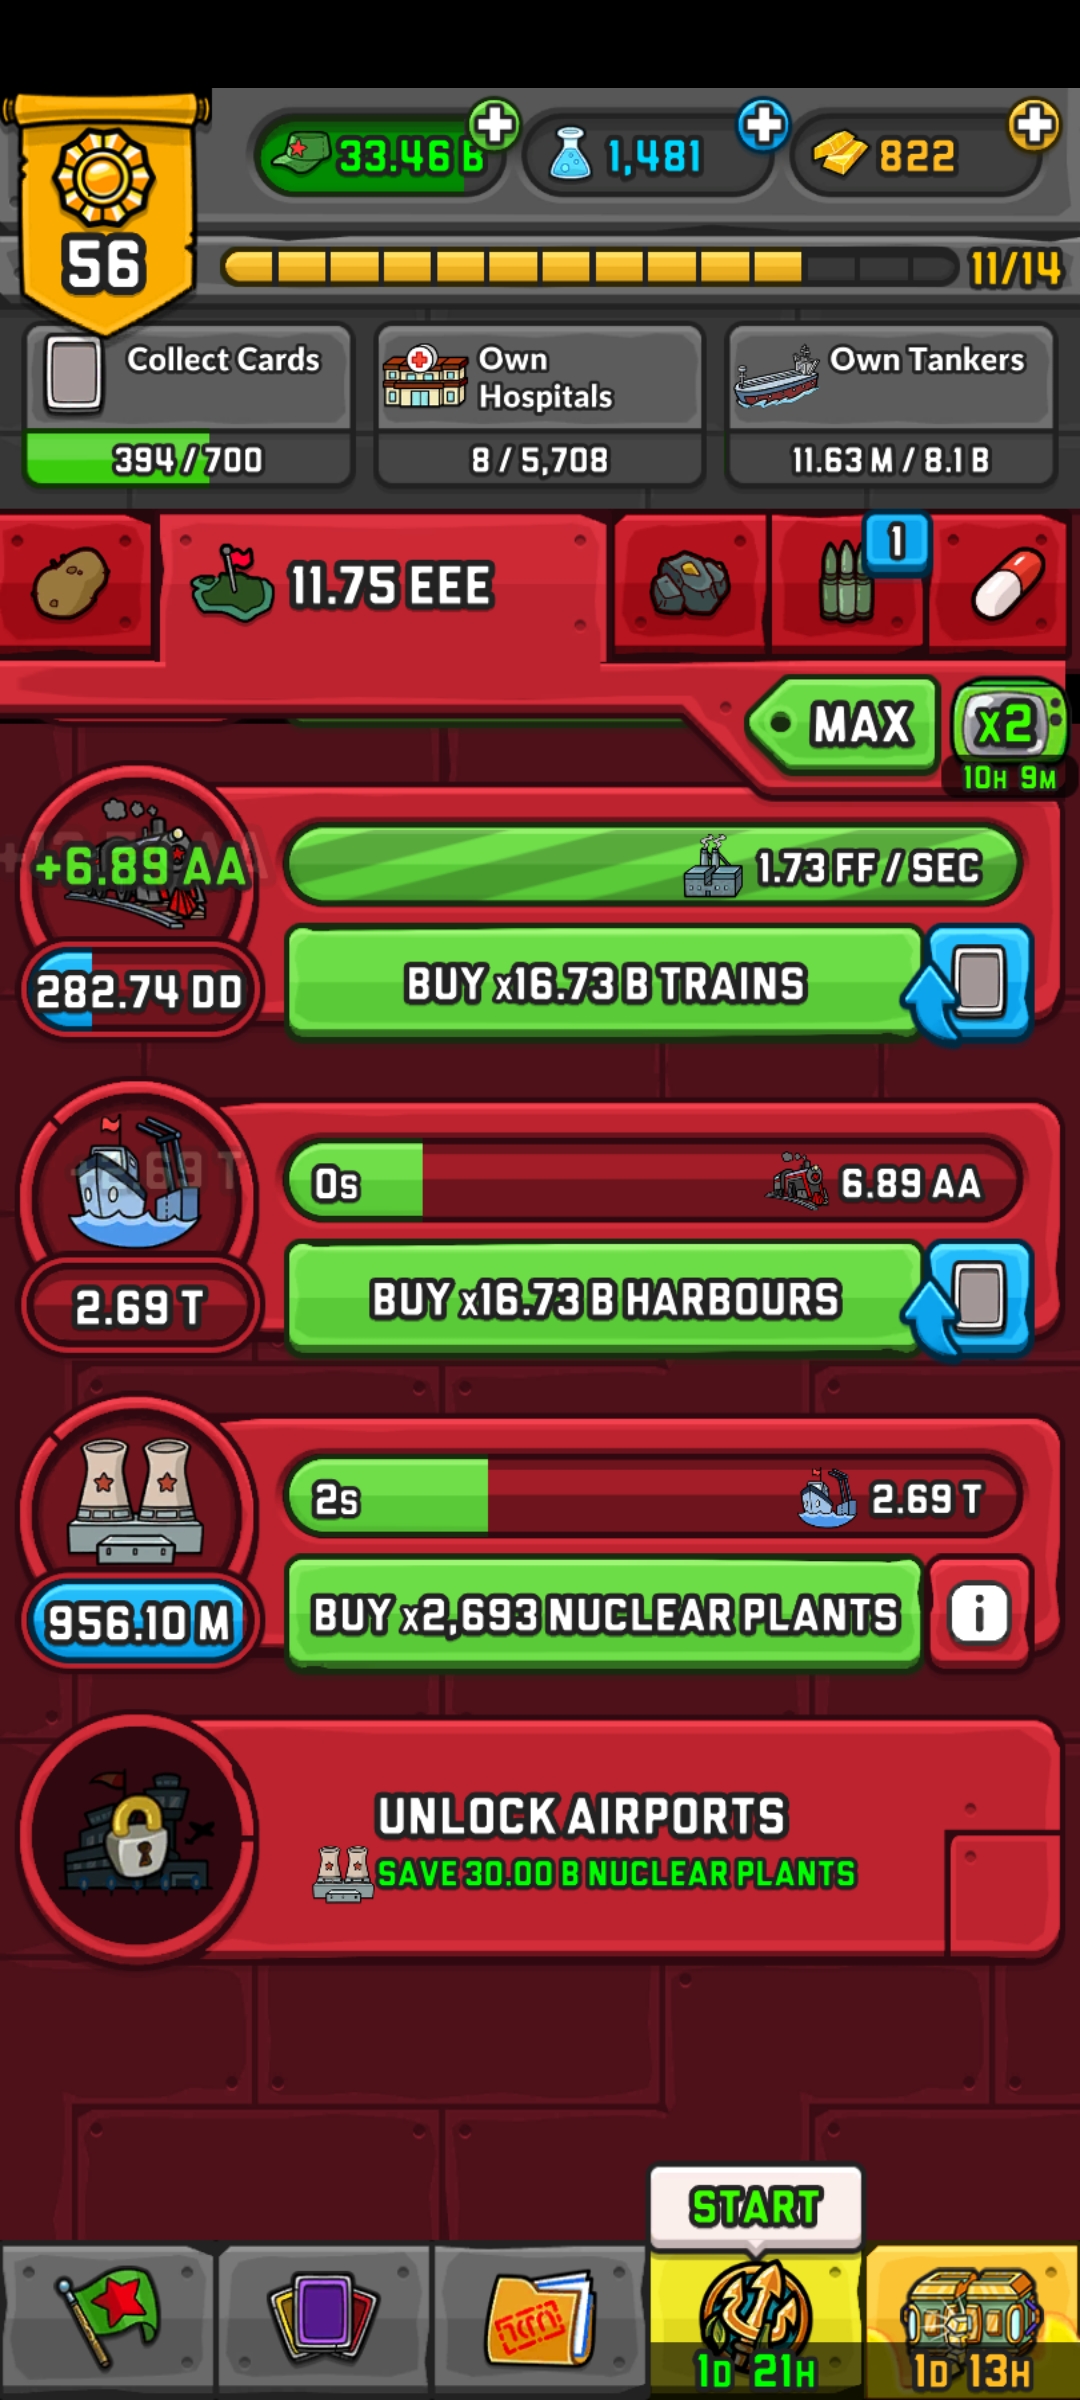 33.46 B
1,481
822
56
11/14
Collect Cards
394/700
Own
Hospitals
8/5,708
Own Tankers
11.63 M/8.1 B
11.75 EEE
1
MAX
x2
10H 9M
+6.89 AA
1.73 FF/SEC
282.74 DD
BUY x16.73 B TRAINS
0s
6.89 AA
2.69 T
BUY x16.73 B HARBOURS
2s
2.69 T
956.10 M
BUY x2,693 NUCLEAR PLANTS
i
UNLOCK AIRPORTS
SAVE 30.00 B NUCLEAR PLANTS
START
1D 21H
1D 13H